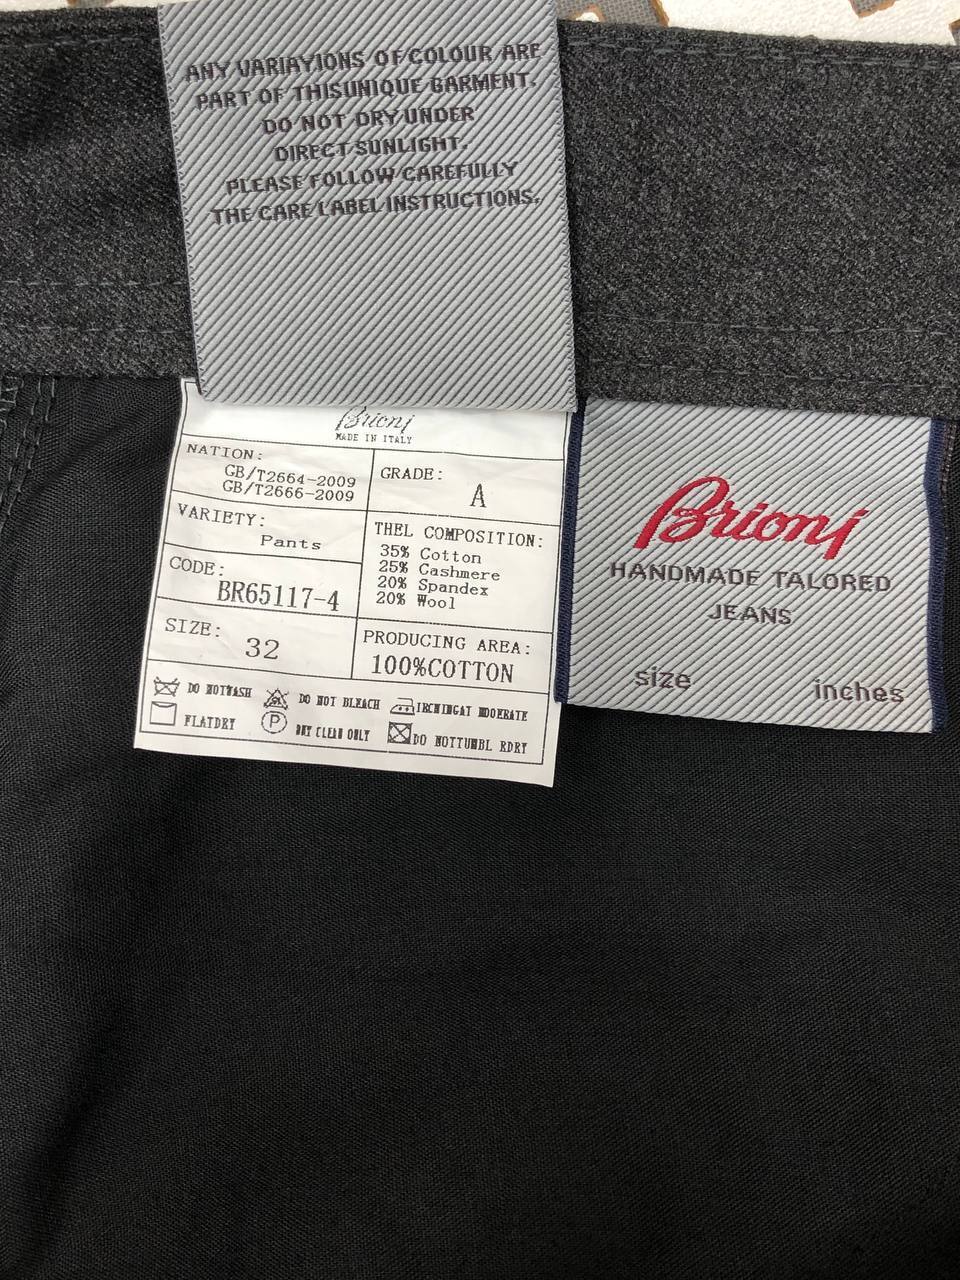 ANY VARIAYIONS OF COLOUR ARE
PART OF THISUNIQUE GARMENT.
DO NOT DRY UNDER
DIRECT SUNLIGHT.
PLEASE FOLLOW CAREFULLY
THE CARE LABEL INSTRUCTIONS.
Brioni
MADE IN ITALY
NATION:
GB/T2664-2009
GB/T2666-2009
GRADE:
A
VARIETY:
Pants
THEL COMPOSITION:
35% Cotton
25% Cashmere
20% Spandex
20% Wool
CODE:
BR65117-4
SIZE:
32
PRODUCING AREA:
100%COTTON
DO NOTWASH
DO NOT BLEACH
IRCNINGAT MODERATE
FLATDRY
P
DRY CLEAN ONLY
DO NOTTUMBL RDRY
Brioni
HANDMADE TALORED
JEANS
size inches